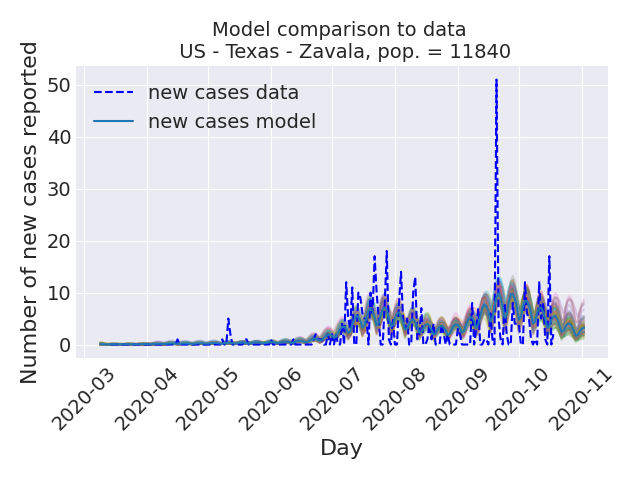 Model comparison to data
US - Texas - Zavala, pop. = 11840
new cases data
new cases model
Number of new cases reported
50
40
30
20
10
0
2020-03
2020-04
2020-05
2020-06
2020-07
2020-08
2020-09
2020-10
2020-11
Day